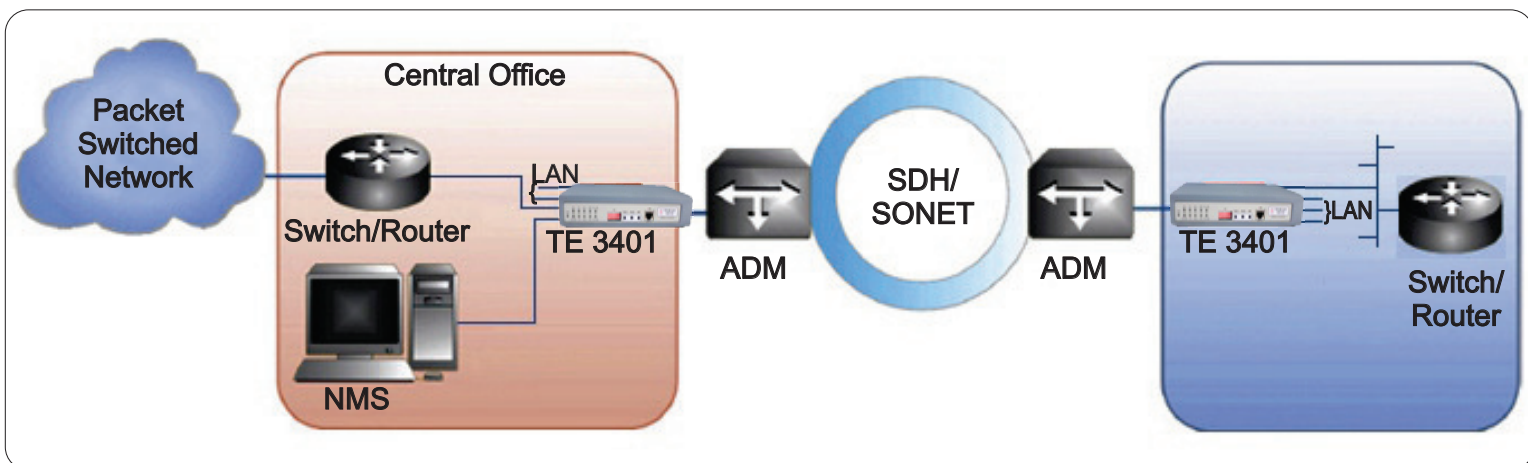 Packet
Switched
Network
Central Office
Switch/Router
NMS
LAN
TE 3401
ADM
SDH/
SONET
ADM
TE 3401
LAN
Switch/
Router